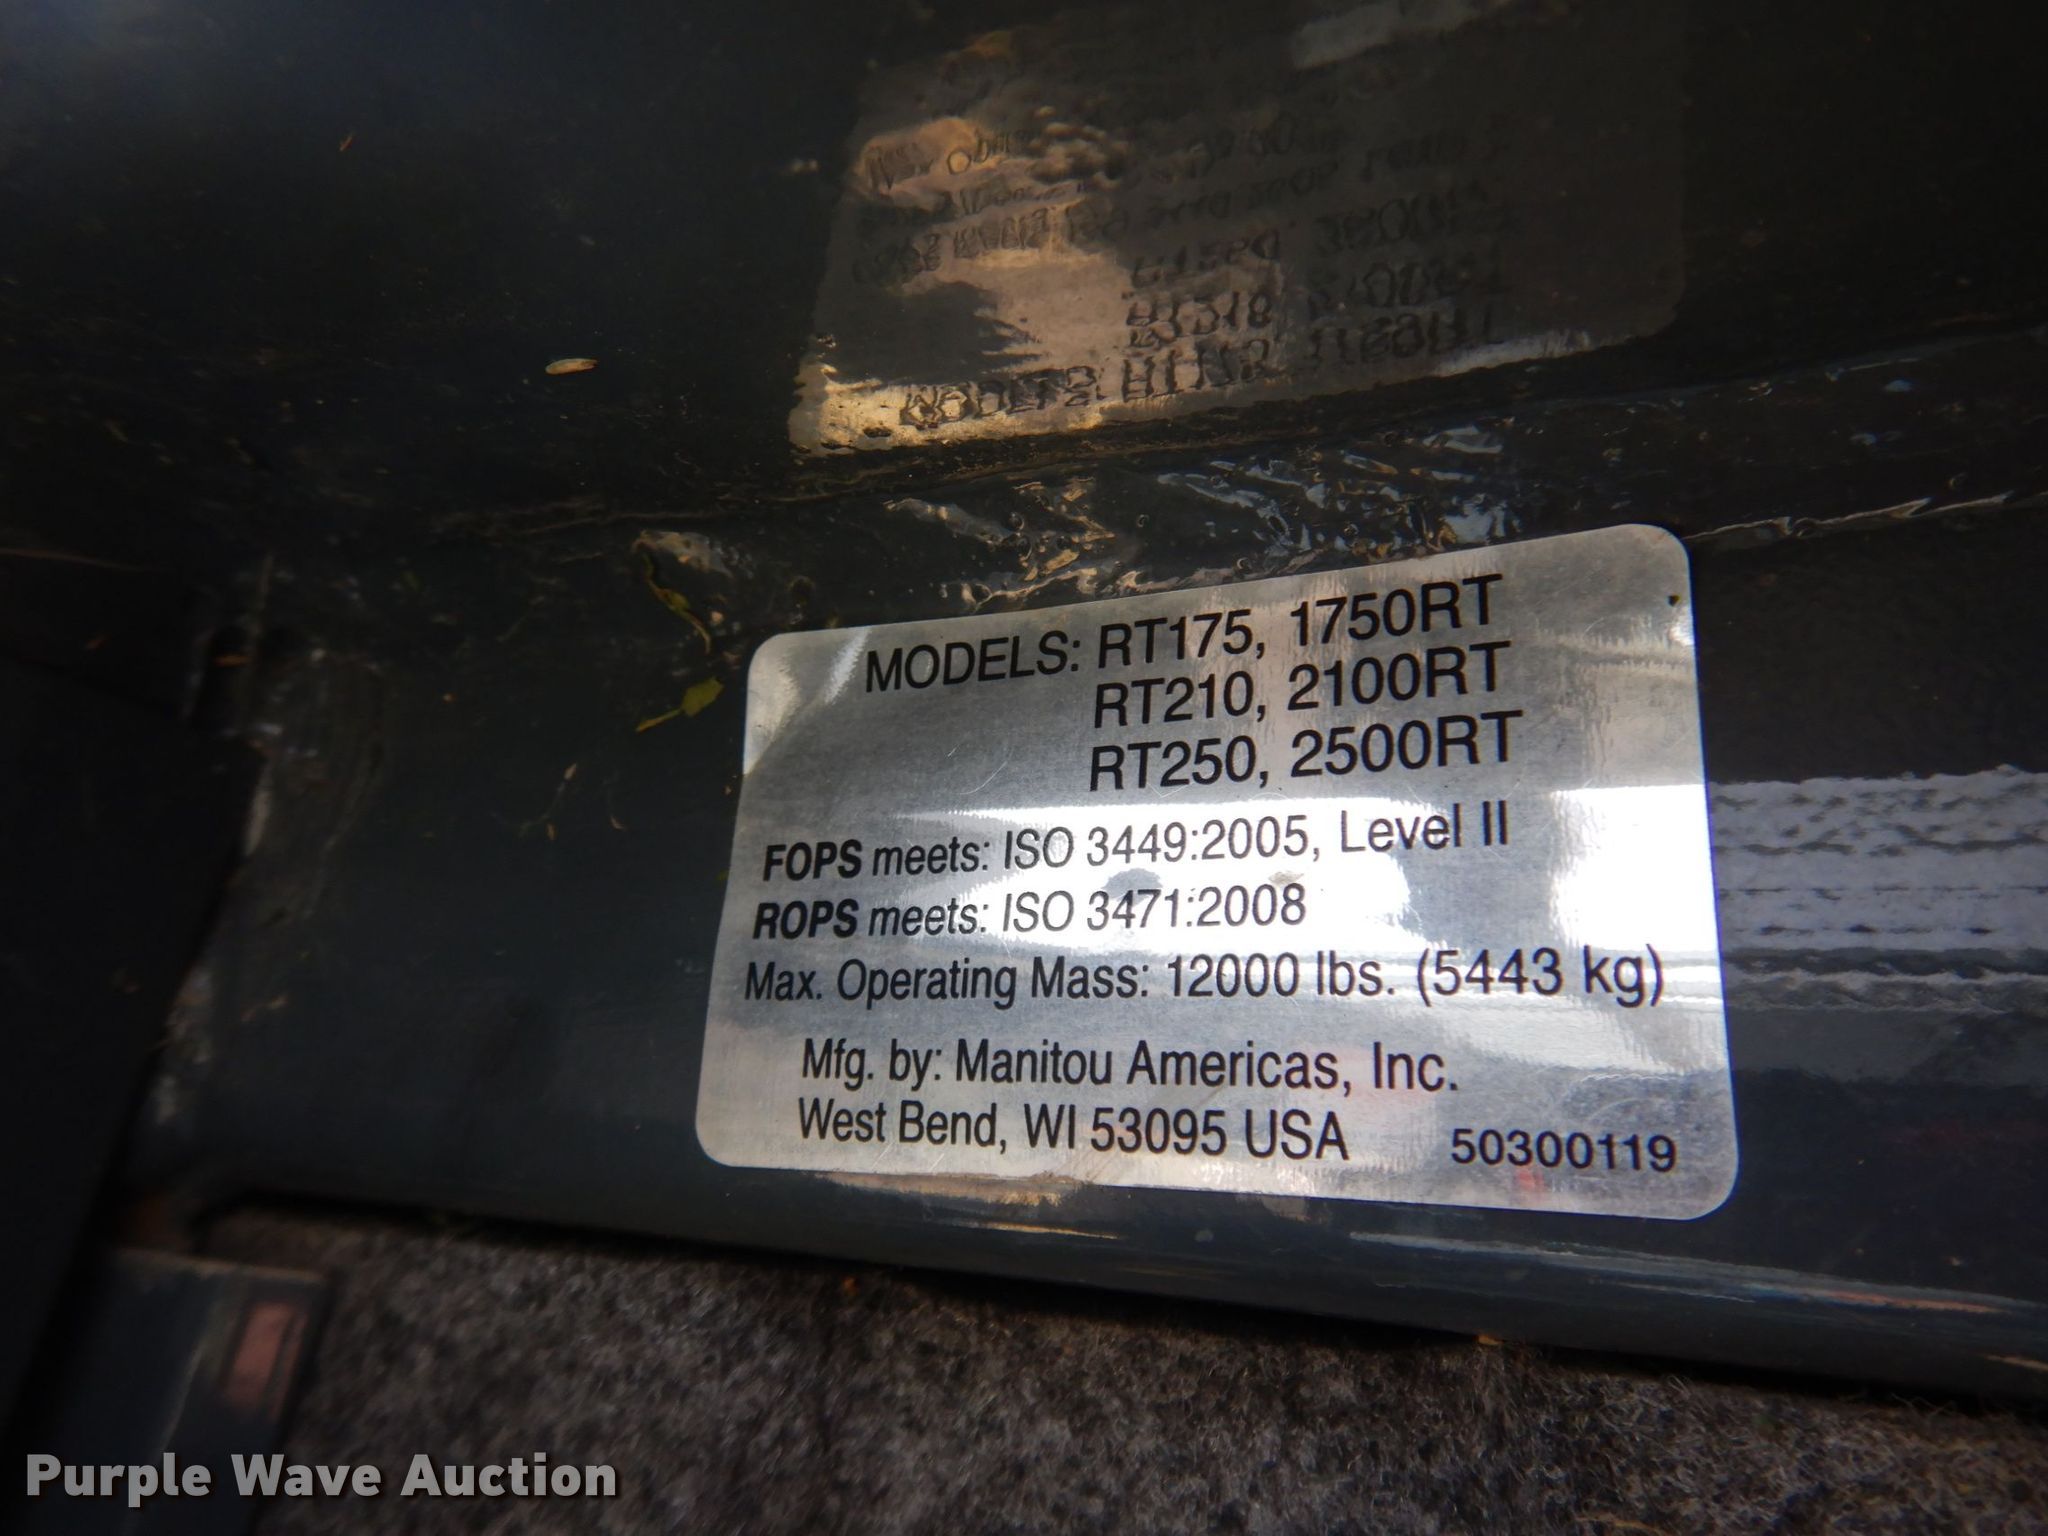 MODELS: RT175, 1750RT
RT210, 2100RT
RT250, 2500RT
FOPS meets: ISO 3449:2005, Level II
ROPS meets: ISO 3471:2008
Max. Operating Mass: 12000 lbs. (5443 kg)
Mfg. by: Manitou Americas, Inc.
West Bend, WI 53095 USA 50300119
Purple Wave Auction